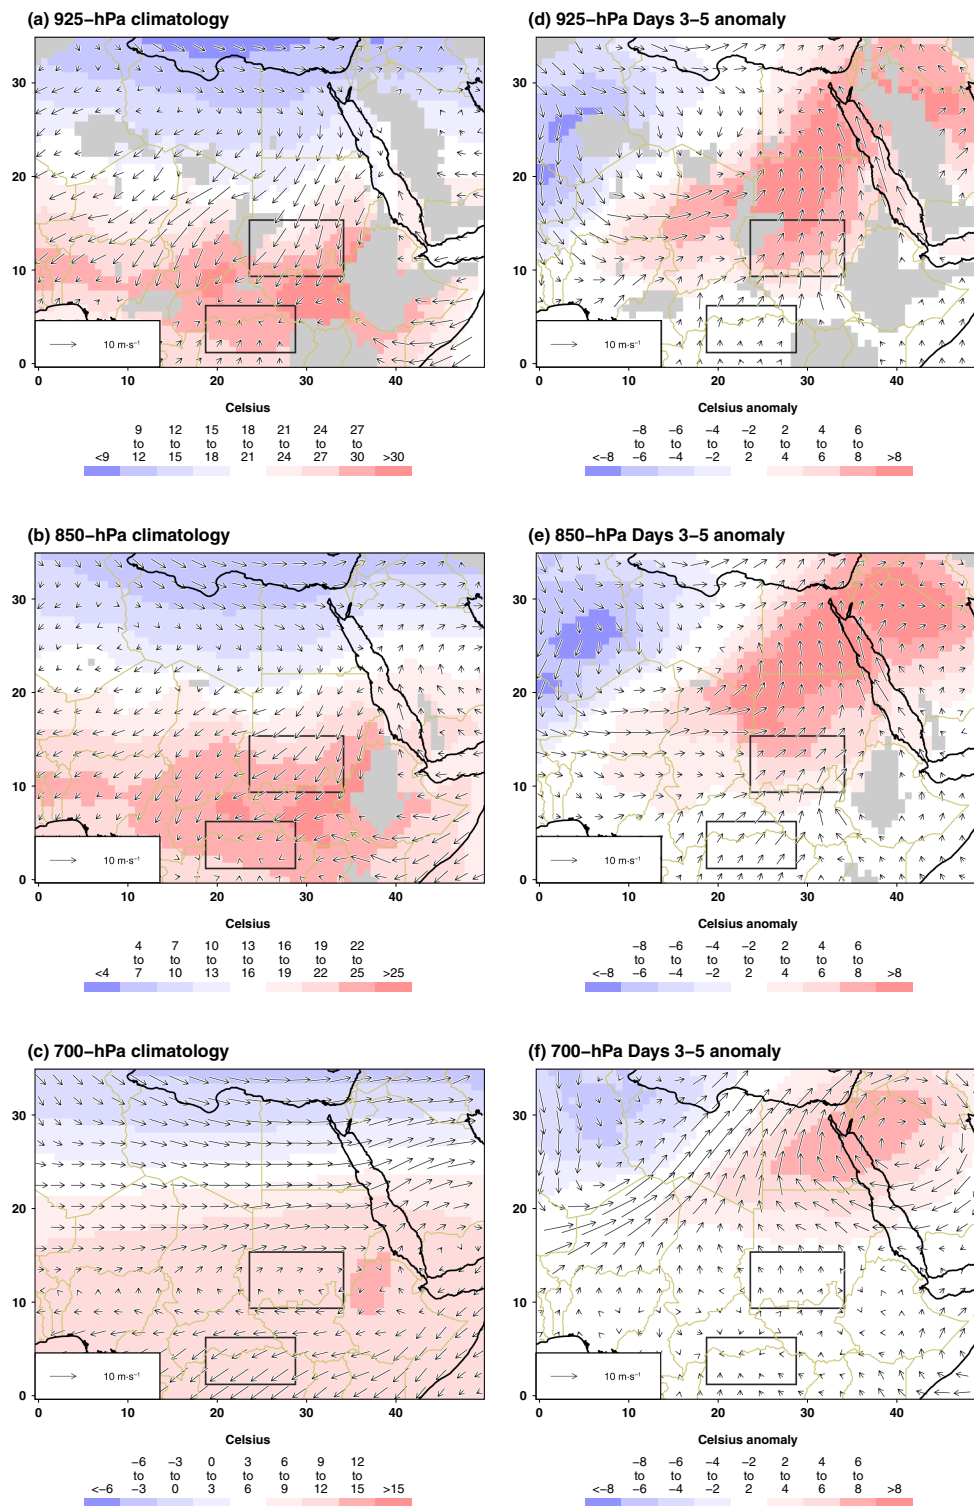 (a) 925−hPa climatology
30
20
10
0
10 m·s⁻¹
0 10 20 30 40
Celsius
9 12 15 18 21 24 27
to to to to to to to
<9 12 15 18 21 24 27 30 >30
(d) 925−hPa Days 3−5 anomaly
30
20
10
0
10 m·s⁻¹
0 10 20 30 40
Celsius anomaly
−8 −6 −4 −2 2 4 6
to to to to to to to
<−8 −6 −4 −2 2 4 6 8 >8
(b) 850−hPa climatology
30
20
10
0
10 m·s⁻¹
0 10 20 30 40
Celsius
4 7 10 13 16 19 22
to to to to to to to
<4 7 10 13 16 19 22 25 >25
(e) 850−hPa Days 3−5 anomaly
30
20
10
0
10 m·s⁻¹
0 10 20 30 40
Celsius anomaly
−8 −6 −4 −2 2 4 6
to to to to to to to
<−8 −6 −4 −2 2 4 6 8 >8
(c) 700−hPa climatology
30
20
10
0
10 m·s⁻¹
0 10 20 30 40
Celsius
−6 −3 0 3 6 9 12
to to to to to to to
<−6 −3 0 3 6 9 12 15 >15
(f) 700−hPa Days 3−5 anomaly
30
20
10
0
10 m·s⁻¹
0 10 20 30 40
Celsius anomaly
−8 −6 −4 −2 2 4 6
to to to to to to to
<−8 −6 −4 −2 2 4 6 8 >8